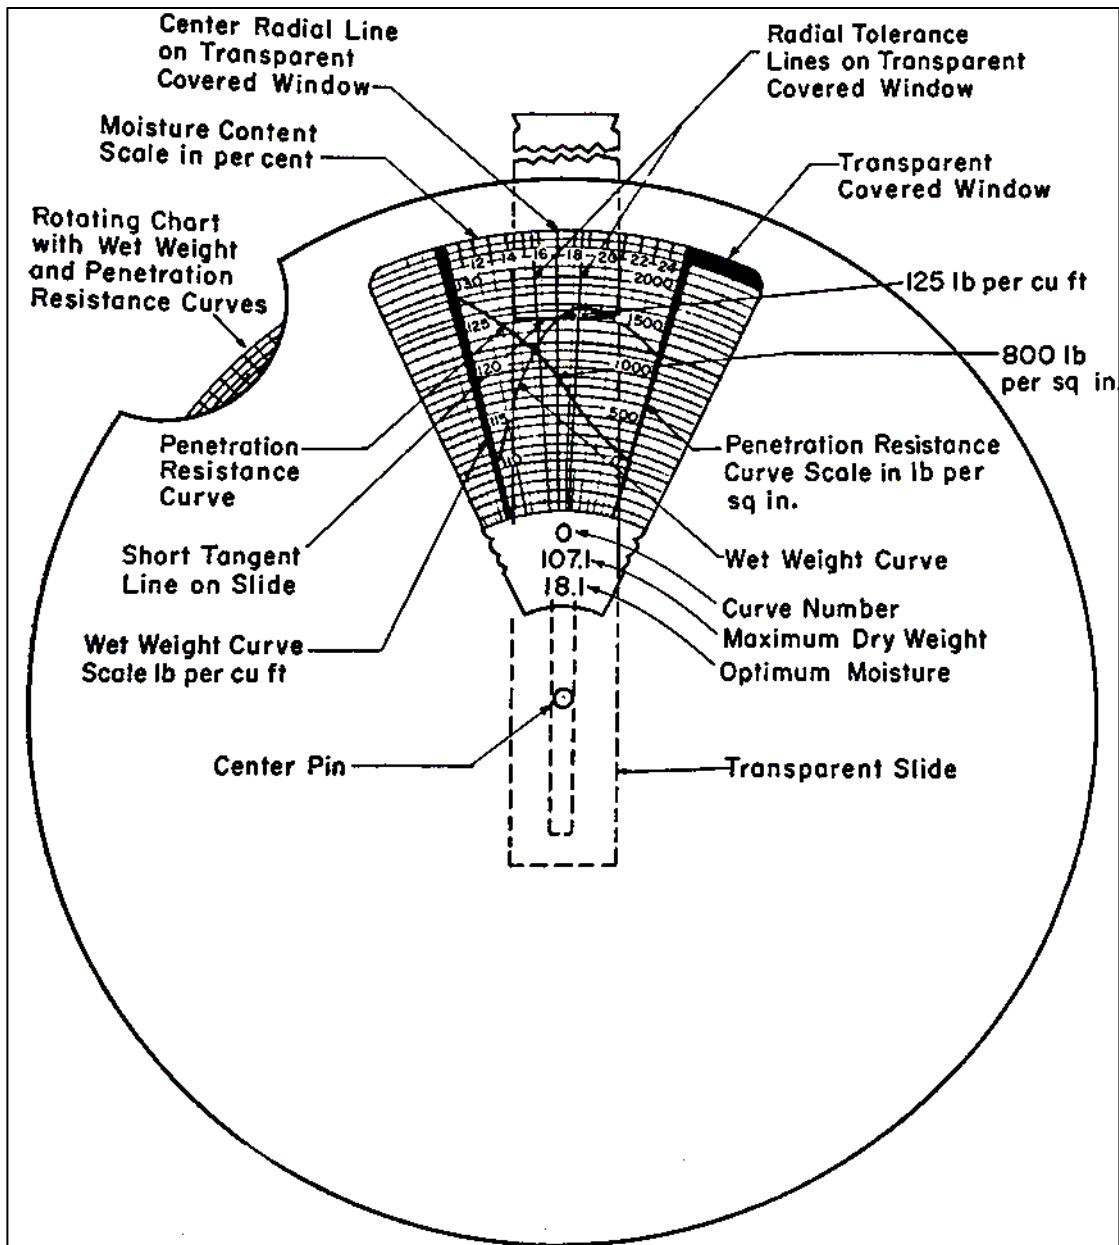 Center Radial Line
on Transparent
Covered Window
Radial Tolerance
Lines on Transparent
Covered Window
Moisture Content
Scale in per cent
Transparent
Covered Window
Rotating Chart
with Wet Weight
and Penetration
Resistance Curves
12 14 16 18 20 22 24
130
2000
125 lb per cu ft
125
1500
120
1000
800 lb
per sq in.
115
500
Penetration
Resistance
Curve
Penetration Resistance
Curve Scale in lb per
sq in.
Short Tangent
Line on Slide
0
107.1
18.1
Wet Weight Curve
Curve Number
Maximum Dry Weight
Optimum Moisture
Wet Weight Curve
Scale lb per cu ft
Center Pin
Transparent Slide